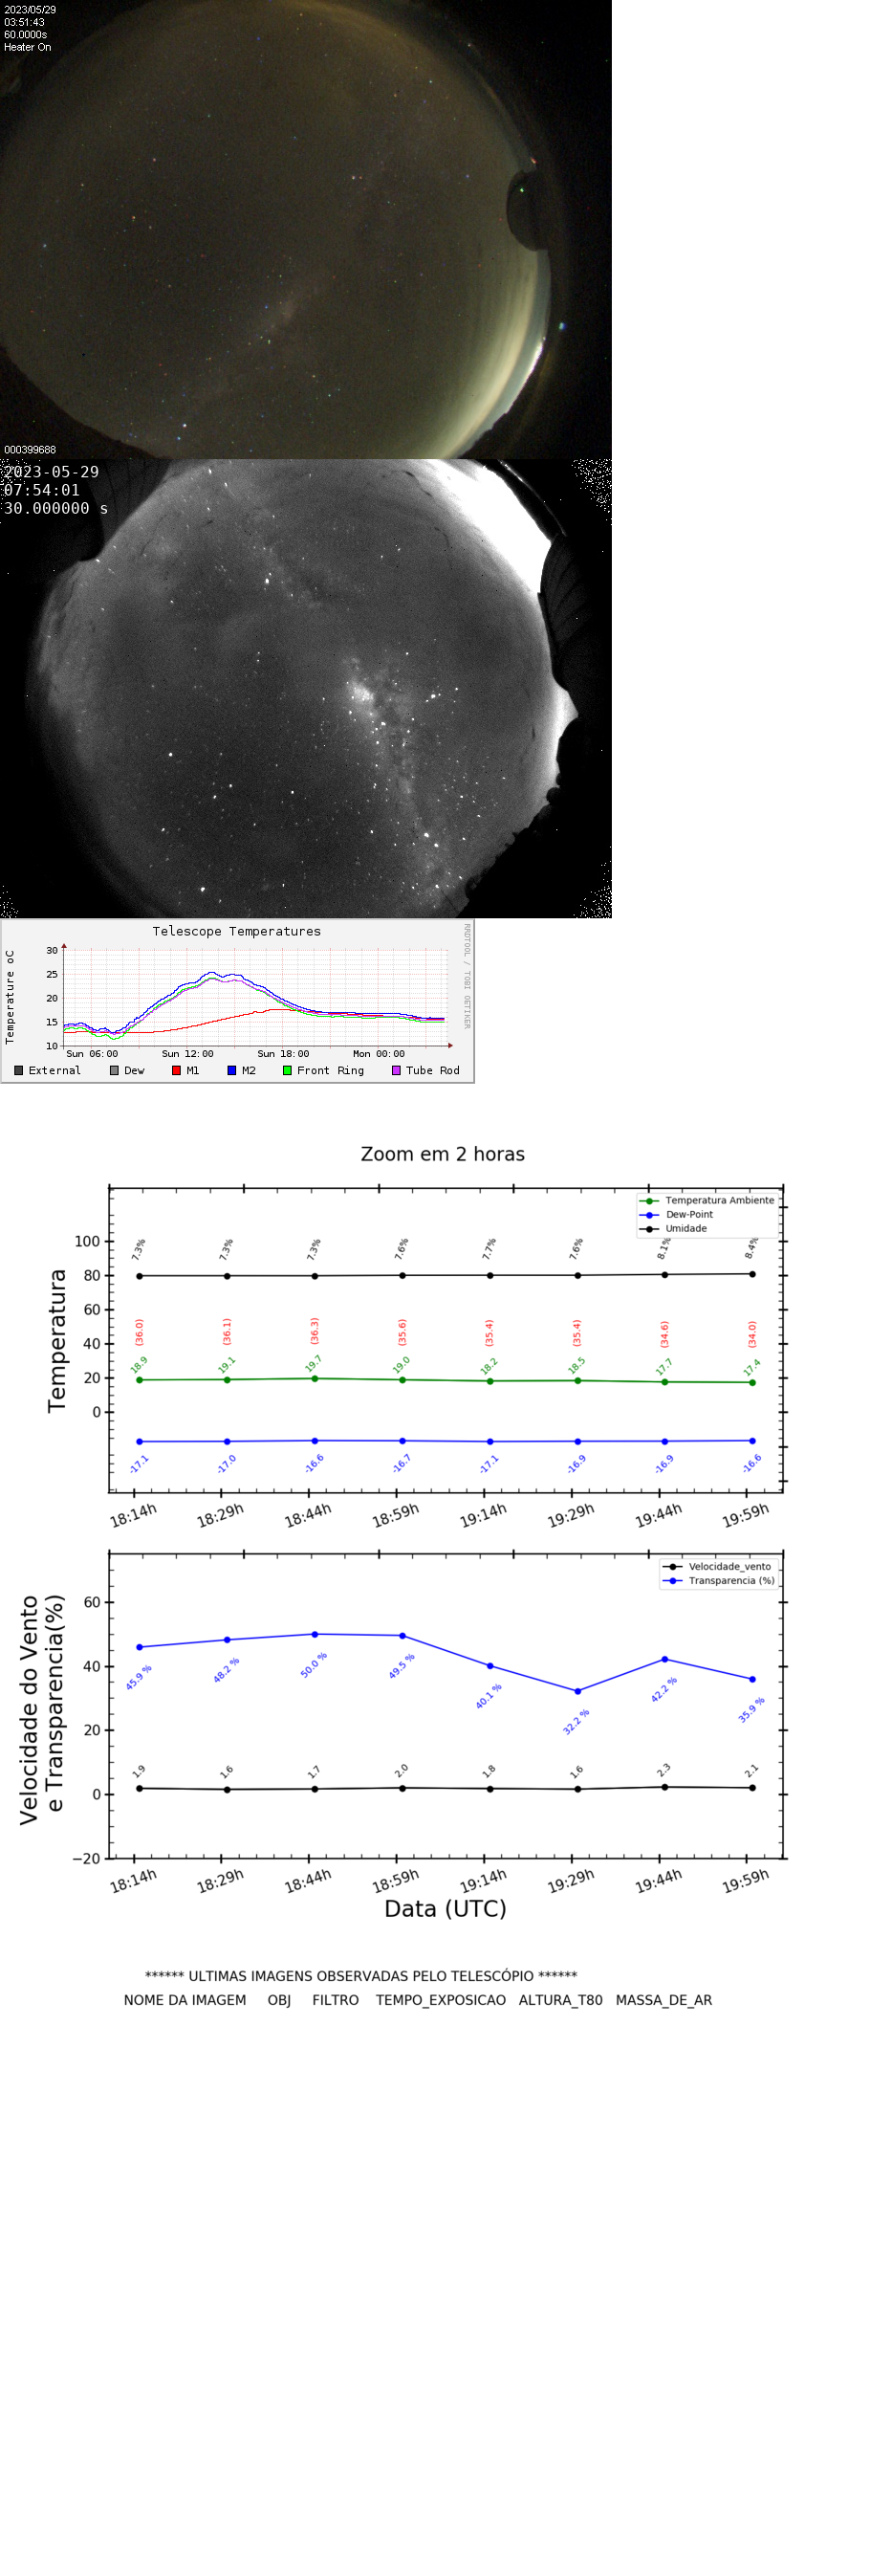 2023/05/29
03:51:43
60.0000s
Heater On
000399688
2023-05-29
07:54:01
30.000000 s
Telescope Temperatures
RRDTOOL / TOBI OETIKER
Temperature oC
30
25
20
15
10
Sun 06:00 Sun 12:00 Sun 18:00 Mon 00:00
External Dew M1 M2 Front Ring Tube Rod
Zoom em 2 horas
Temperatura Ambiente
Dew-Point
Umidade
Temperatura
100
80
60
40
20
0
7.3% 7.3% 7.3% 7.6% 7.7% 7.6% 8.1% 8.4%
(36.0) (36.1) (36.3) (35.6) (35.4) (35.4) (34.6) (34.0)
18.9 19.1 19.7 19.0 18.2 18.5 17.7 17.4
-17.1 -17.0 -16.6 -16.7 -17.1 -16.9 -16.9 -16.6
18:14h 18:29h 18:44h 18:59h 19:14h 19:29h 19:44h 19:59h
Velocidade_vento
Transparencia (%)
Velocidade do Vento
e Transparencia(%)
60
40
20
0
−20
45.9 % 48.2 % 50.0 % 49.5 % 40.1 % 32.2 % 42.2 % 35.9 %
1.9 1.6 1.7 2.0 1.8 1.6 2.3 2.1
18:14h 18:29h 18:44h 18:59h 19:14h 19:29h 19:44h 19:59h
Data (UTC)
****** ULTIMAS IMAGENS OBSERVADAS PELO TELESCÓPIO ******
NOME DA IMAGEM OBJ FILTRO TEMPO_EXPOSICAO ALTURA_T80 MASSA_DE_AR